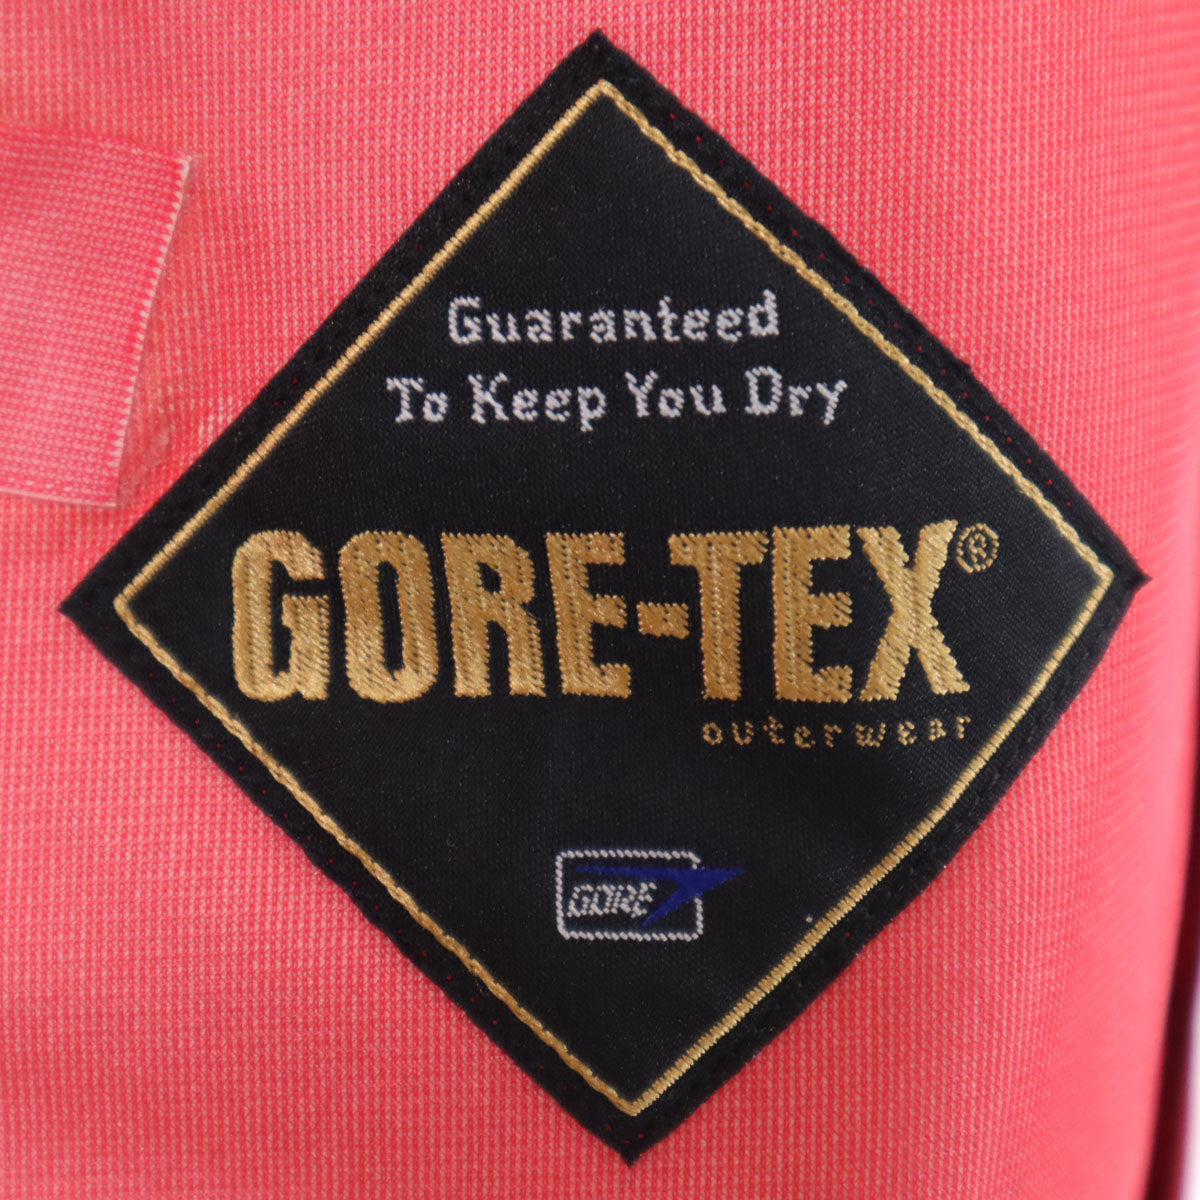 Guaranteed
To Keep You Dry
GORE-TEX®
outerwear
GORE